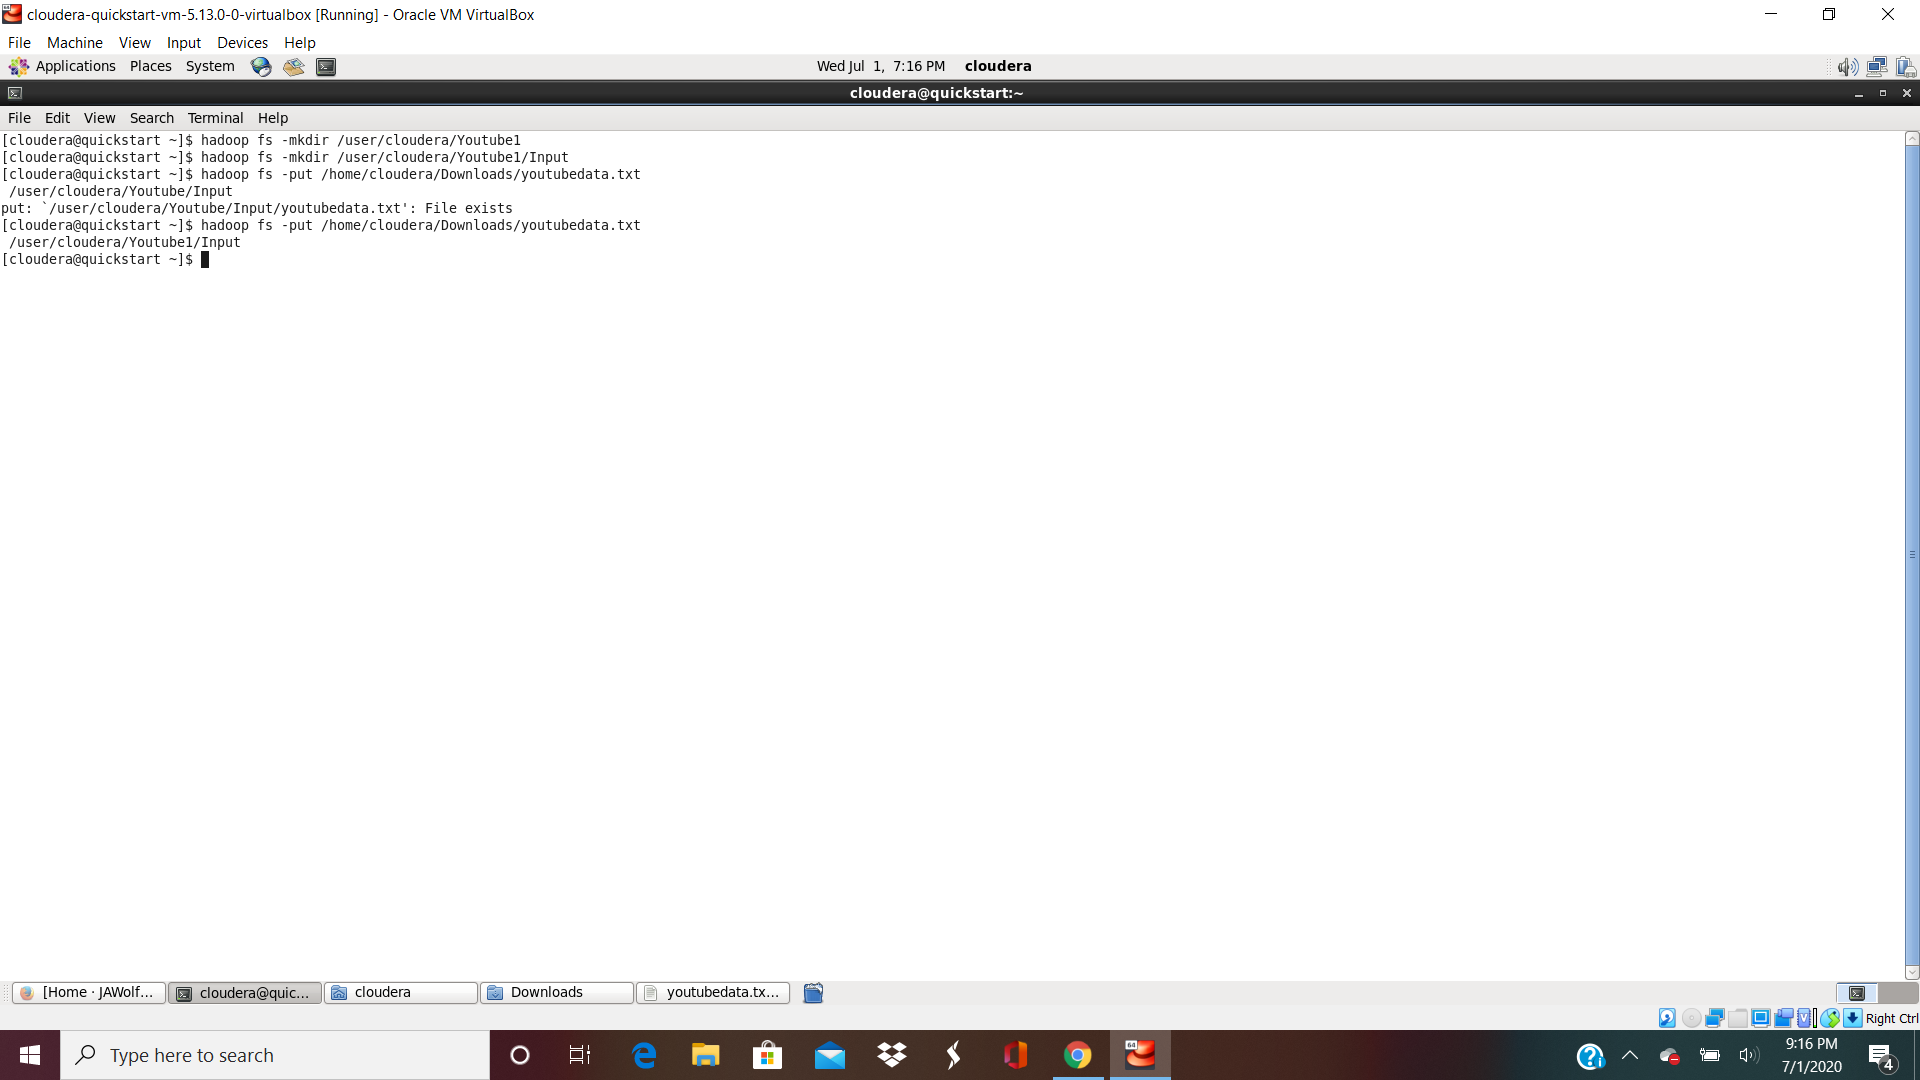 cloudera-quickstart-vm-5.13.0-0-virtualbox [Running] - Oracle VM VirtualBox
File Machine View Input Devices Help
Applications Places System Wed Jul 1, 7:16 PM cloudera
cloudera@quickstart:~
File Edit View Search Terminal Help
[cloudera@quickstart ~]$ hadoop fs -mkdir /user/cloudera/Youtube1
[cloudera@quickstart ~]$ hadoop fs -mkdir /user/cloudera/Youtube1/Input
[cloudera@quickstart ~]$ hadoop fs -put /home/cloudera/Downloads/youtubedata.txt
/user/cloudera/Youtube/Input
put: `/user/cloudera/Youtube/Input/youtubedata.txt': File exists
[cloudera@quickstart ~]$ hadoop fs -put /home/cloudera/Downloads/youtubedata.txt
/user/cloudera/Youtube1/Input
[cloudera@quickstart ~]$
[Home · JAWolf... cloudera@quic... cloudera Downloads youtubedata.tx...
Right Ctrl
Type here to search
64
9:16 PM
7/1/2020
4